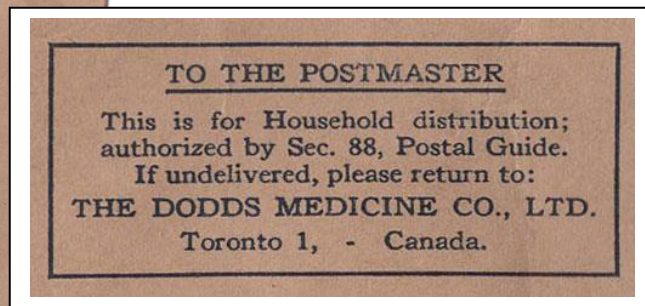 TO THE POSTMASTER
This is for Household distribution;
authorized by Sec. 88, Postal Guide.
If undelivered, please return to:
THE DODDS MEDICINE CO., LTD.
Toronto 1, - Canada.